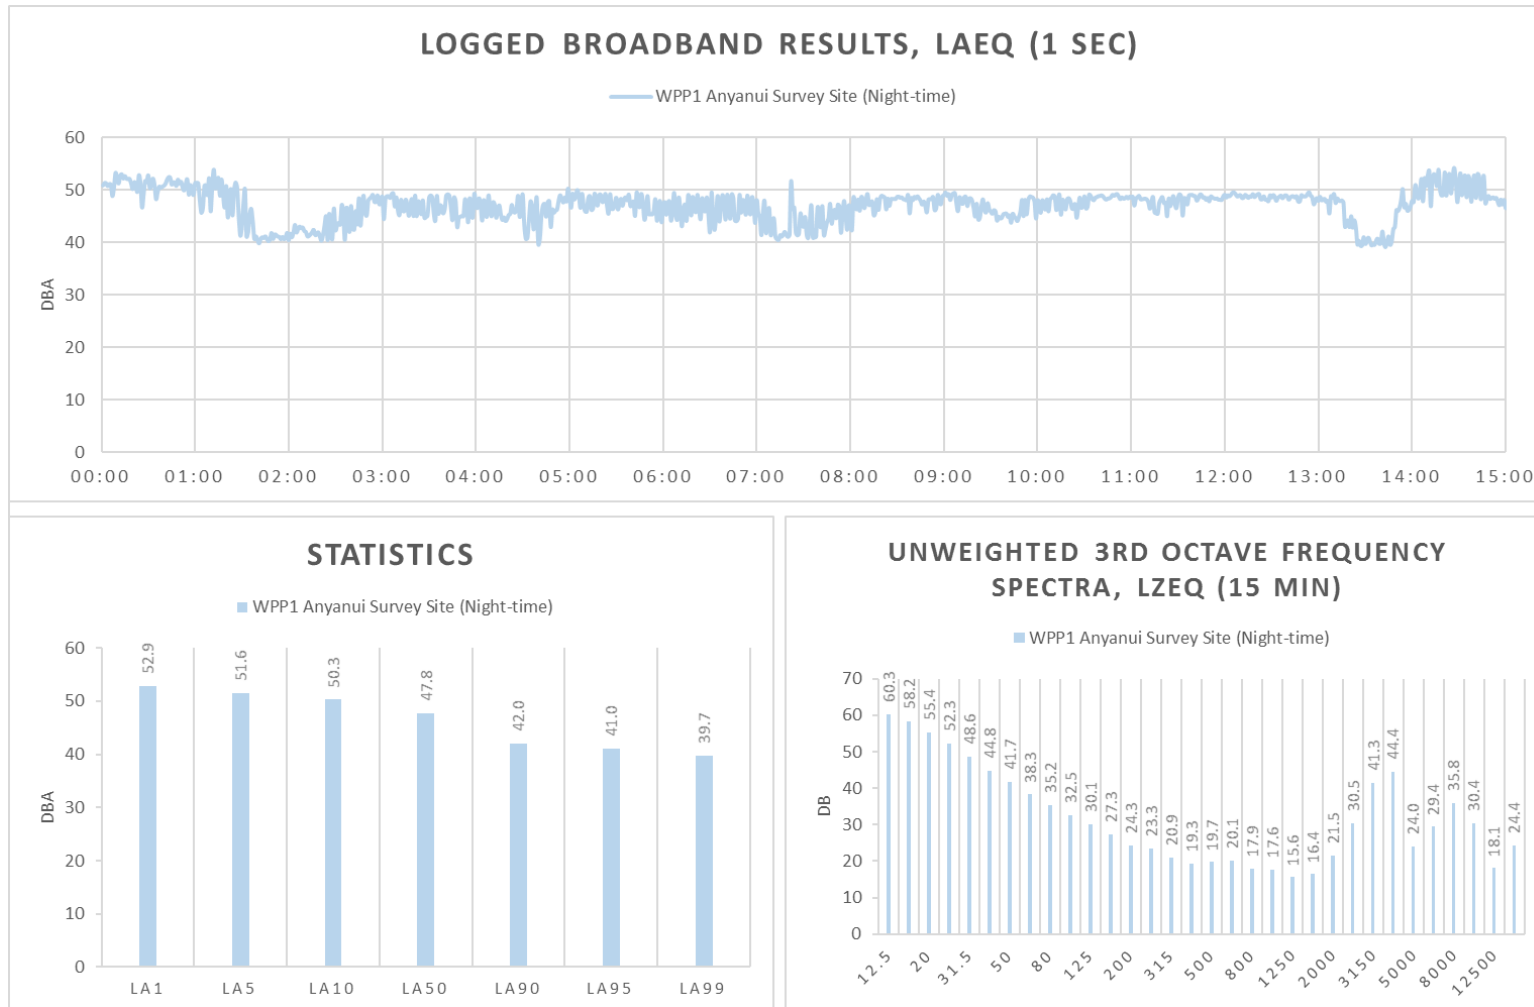 LOGGED BROADBAND RESULTS, LAEQ (1 SEC)
WPP1 Anyanui Survey Site (Night-time)
60
50
40
30
20
10
0
DBA
00:00 01:00 02:00 03:00 04:00 05:00 06:00 07:00 08:00 09:00 10:00 11:00 12:00 13:00 14:00 15:00
STATISTICS
WPP1 Anyanui Survey Site (Night-time)
60
50
40
30
20
10
0
DBA
52.9 51.6 50.3 47.8 42.0 41.0 39.7
LA1 LA5 LA10 LA50 LA90 LA95 LA99
UNWEIGHTED 3RD OCTAVE FREQUENCY
SPECTRA, LZEQ (15 MIN)
WPP1 Anyanui Survey Site (Night-time)
70
60
50
40
30
20
10
0
DB
60.3 58.2 55.4 52.3 48.6 44.8 41.7 38.3 35.2 32.5 30.1 27.3 24.3 23.3 20.9 19.3 19.7 20.1 17.9 17.6 15.6 16.4 21.5 30.5 41.3 44.4 24.0 29.4 35.8 30.4 18.1 24.4
12.5 20 31.5 50 80 125 200 315 500 800 1250 2000 3150 5000 8000 12500